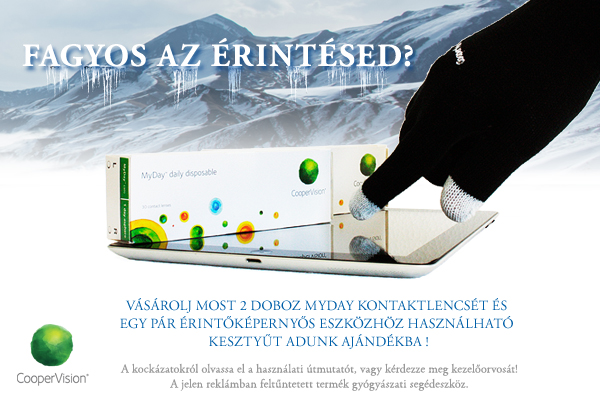 FAGYOS AZ ÉRINTÉSED?
MyDay® daily disposable
CooperVision®
VÁSÁROLJ MOST 2 DOBOZ MYDAY KONTAKTLENCSÉT ÉS
EGY PÁR ÉRINTŐKÉPERNYŐS ESZKÖZHÖZ HASZNÁLHATÓ
KESZTYŰT ADUNK AJÁNDÉKBA !
CooperVision®
A kockázatokról olvassa el a használati útmutatót, vagy kérdezze meg kezelőorvosát!
A jelen reklámban feltűntetett termék gyógyászati segédeszköz.